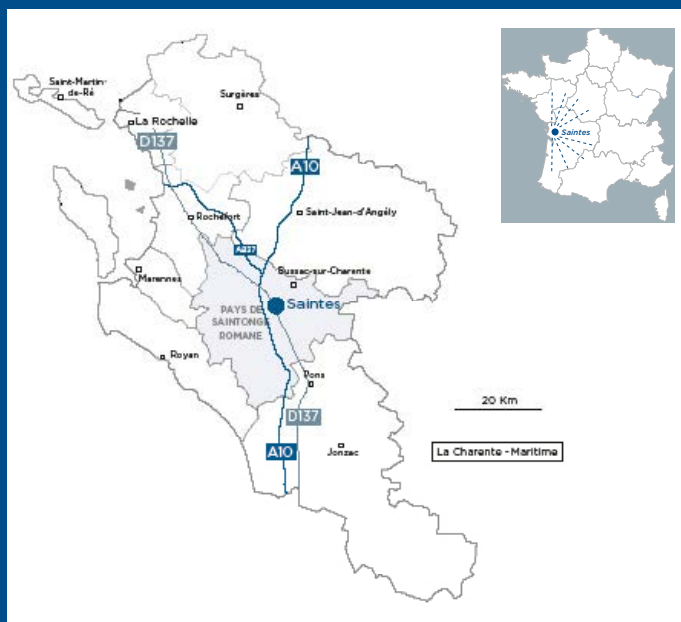 Saint-Martin-
de-Ré
Surgères
La Rochelle
D137
A10
Saintes
Rochefort
Saint-Jean-d'Angély
A837
Bussac-sur-Charente
Marennes
Saintes
PAYS DE
SAINTONGE
ROMANE
Royan
Pons
20 Km
D137
A10
Jonzac
La Charente - Maritime